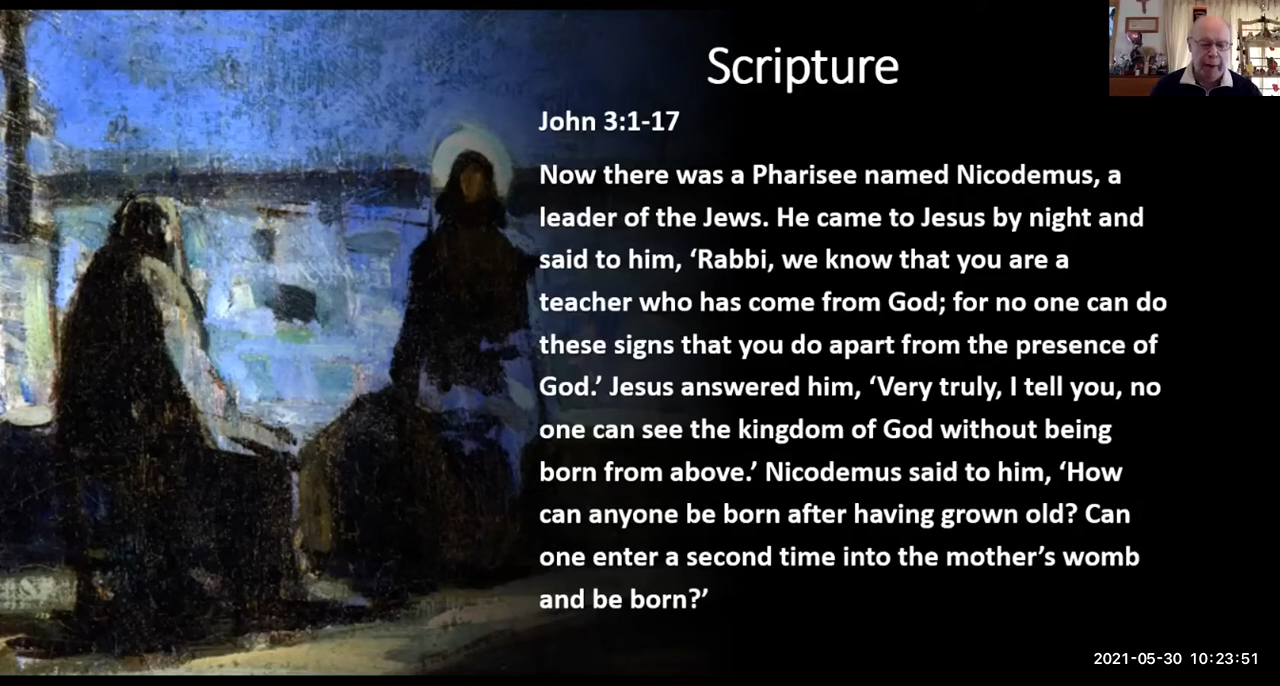 Scripture
John 3:1-17
Now there was a Pharisee named Nicodemus, a
leader of the Jews. He came to Jesus by night and
said to him, ‘Rabbi, we know that you are a
teacher who has come from God; for no one can do
these signs that you do apart from the presence of
God.’ Jesus answered him, ‘Very truly, I tell you, no
one can see the kingdom of God without being
born from above.’ Nicodemus said to him, ‘How
can anyone be born after having grown old? Can
one enter a second time into the mother’s womb
and be born?’
2021-05-30 10:23:51